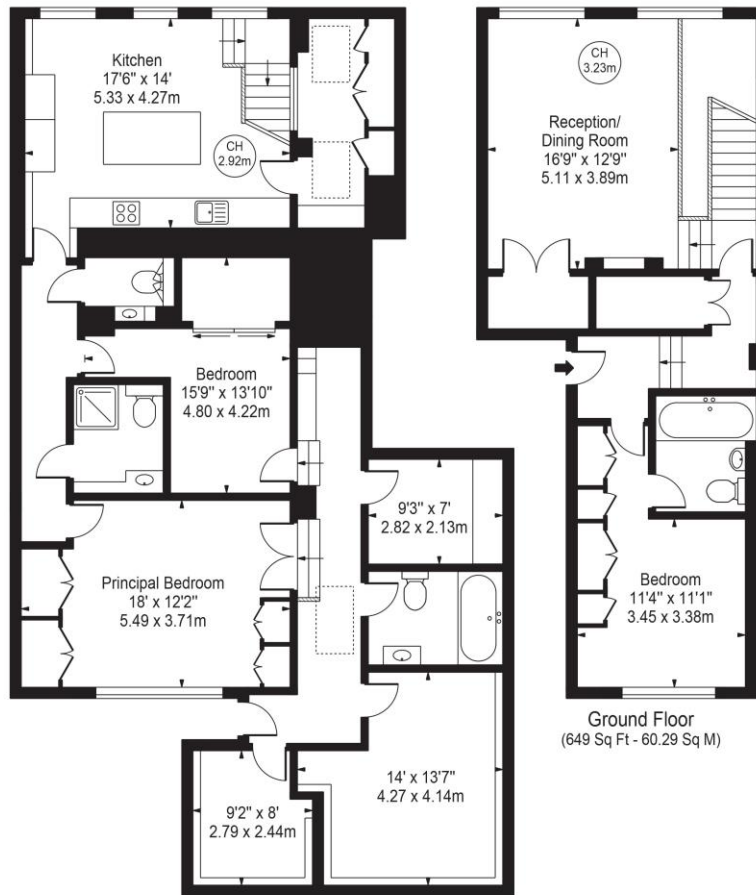 Kitchen
17'6" x 14'
5.33 x 4.27m
CH
2.92m
Bedroom
15'9" x 13'10"
4.80 x 4.22m
9'3" x 7'
2.82 x 2.13m
Principal Bedroom
18' x 12'2"
5.49 x 3.71m
14' x 13'7"
4.27 x 4.14m
9'2" x 8'
2.79 x 2.44m
CH
3.23m
Reception/
Dining Room
16'9" x 12'9"
5.11 x 3.89m
Bedroom
11'4" x 11'1"
3.45 x 3.38m
Ground Floor
(649 Sq Ft - 60.29 Sq M)